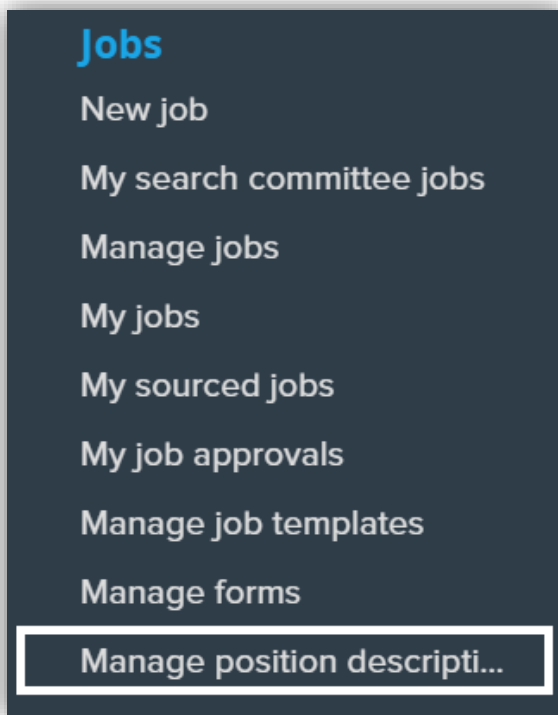 Jobs
New job
My search committee jobs
Manage jobs
My jobs
My sourced jobs
My job approvals
Manage job templates
Manage forms
Manage position descripti...